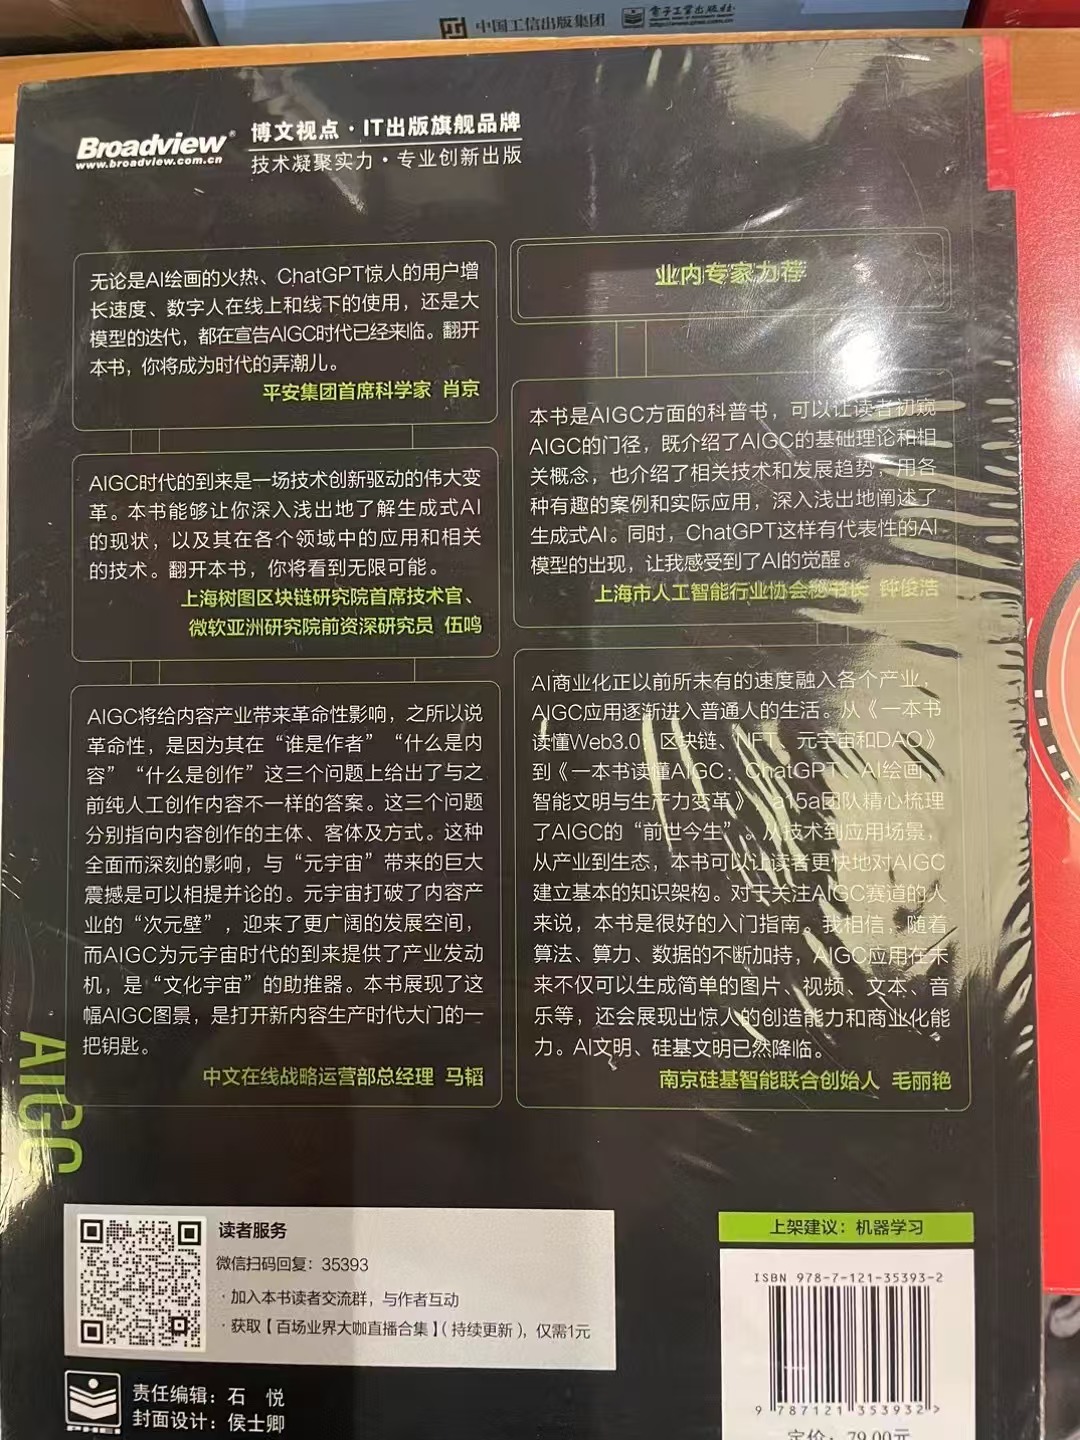 中国工信出版集团
电子工业出版社
Broadview®
www.broadview.com.cn
博文视点·IT出版旗舰品牌
技术凝聚实力·专业创新出版
无论是AI绘画的火热、ChatGPT惊人的用户增
长速度、数字人在线上和线下的使用，还是大
模型的迭代，都在宣告AIGC时代已经来临。翻开
本书，你将成为时代的弄潮儿。
平安集团首席科学家 肖京
AIGC时代的到来是一场技术创新驱动的伟大变
革。本书能够让你深入浅出地了解生成式AI
的现状，以及其在各个领域中的应用和相关
的技术。翻开本书，你将看到无限可能。
上海树图区块链研究院首席技术官、
微软亚洲研究院前资深研究员 伍鸣
AIGC将给内容产业带来革命性影响，之所以说
革命性，是因为其在“谁是作者”“什么是内
容”“什么是创作”这三个问题上给出了与之
前纯人工创作内容不一样的答案。这三个问题
分别指向内容创作的主体、客体及方式。这种
全面而深刻的影响，与“元宇宙”带来的巨大
震撼是可以相提并论的。元宇宙打破了内容产
业的“次元壁”，迎来了更广阔的发展空间，
而AIGC为元宇宙时代的到来提供了产业发动
机，是“文化宇宙”的助推器。本书展现了这
幅AIGC图景，是打开新内容生产时代大门的一
把钥匙。
中文在线战略运营部总经理 马韬
业内专家力荐
本书是AIGC方面的科普书，可以让读者初窥
AIGC的门径，既介绍了AIGC的基础理论和相
关概念，也介绍了相关技术和发展趋势，用各
种有趣的案例和实际应用，深入浅出地阐述了
生成式AI。同时，ChatGPT这样有代表性的AI
模型的出现，让我感受到了AI的觉醒。
上海市人工智能行业协会秘书长 钟俊浩
AI商业化正以前所未有的速度融入各个产业，
AIGC应用逐渐进入普通人的生活。从《一本书
读懂Web3.0：区块链、NFT、元宇宙和DAO》
到《一本书读懂AIGC：ChatGPT、AI绘画、
智能文明与生产力变革》，a15a团队精心梳理
了AIGC的“前世今生”。从技术到应用场景，
从产业到生态，本书可以让读者更快地对AIGC
建立基本的知识架构。对于关注AIGC赛道的人
来说，本书是很好的入门指南。我相信，随着
算法、算力、数据的不断加持，AIGC应用在未
来不仅可以生成简单的图片、视频、文本、音
乐等，还会展现出惊人的创造能力和商业化能
力。AI文明、硅基文明已然降临。
南京硅基智能联合创始人 毛丽艳
AIGC
读者服务
微信扫码回复：35393
·加入本书读者交流群，与作者互动
·获取【百场业界大咖直播合集】（持续更新），仅需1元
PHEI
责任编辑：石 悦
封面设计：侯士卿
上架建议：机器学习
ISBN 978-7-121-35393-2
9 787121 353932 >
定价：79.00元